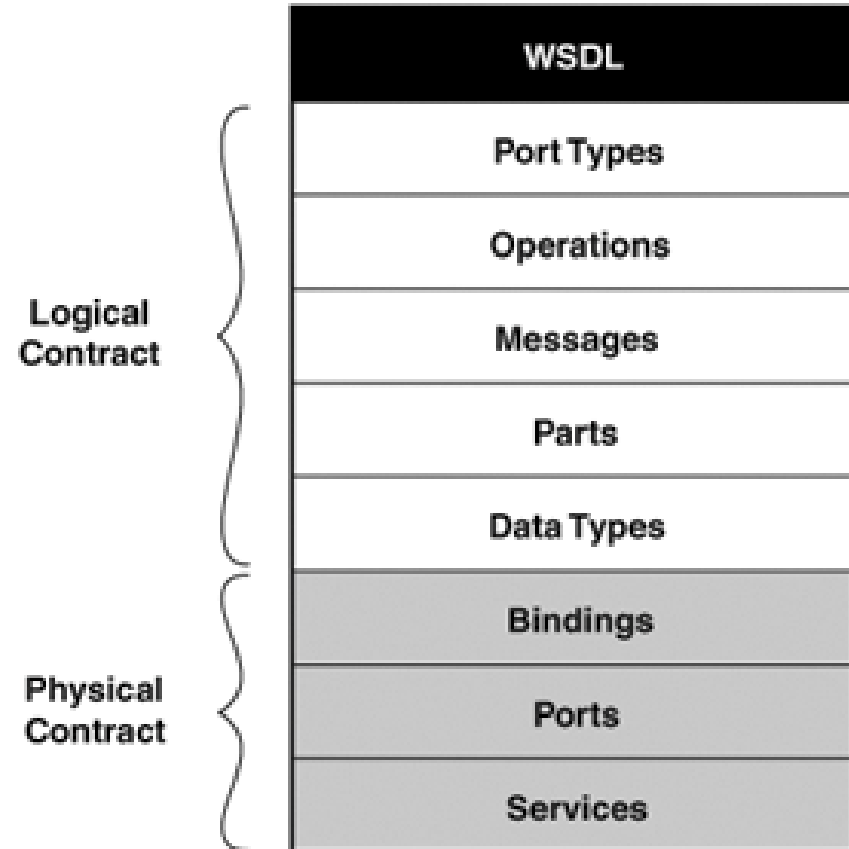 WSDL
Port Types
Operations
Messages
Parts
Data Types
Bindings
Ports
Services
Logical
Contract
Physical
Contract